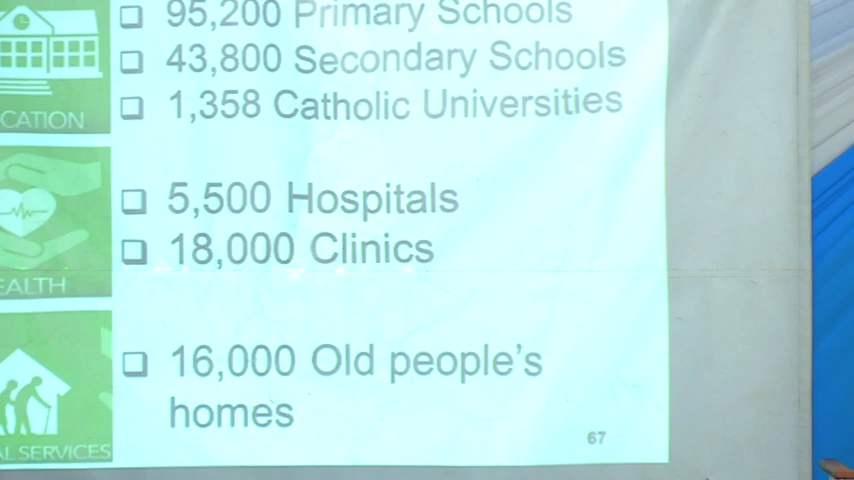 95,200 Primary Schools
43,800 Secondary Schools
1,358 Catholic Universities
CATION
5,500 Hospitals
18,000 Clinics
EALTH
16,000 Old people's
homes
L SERVICES
67